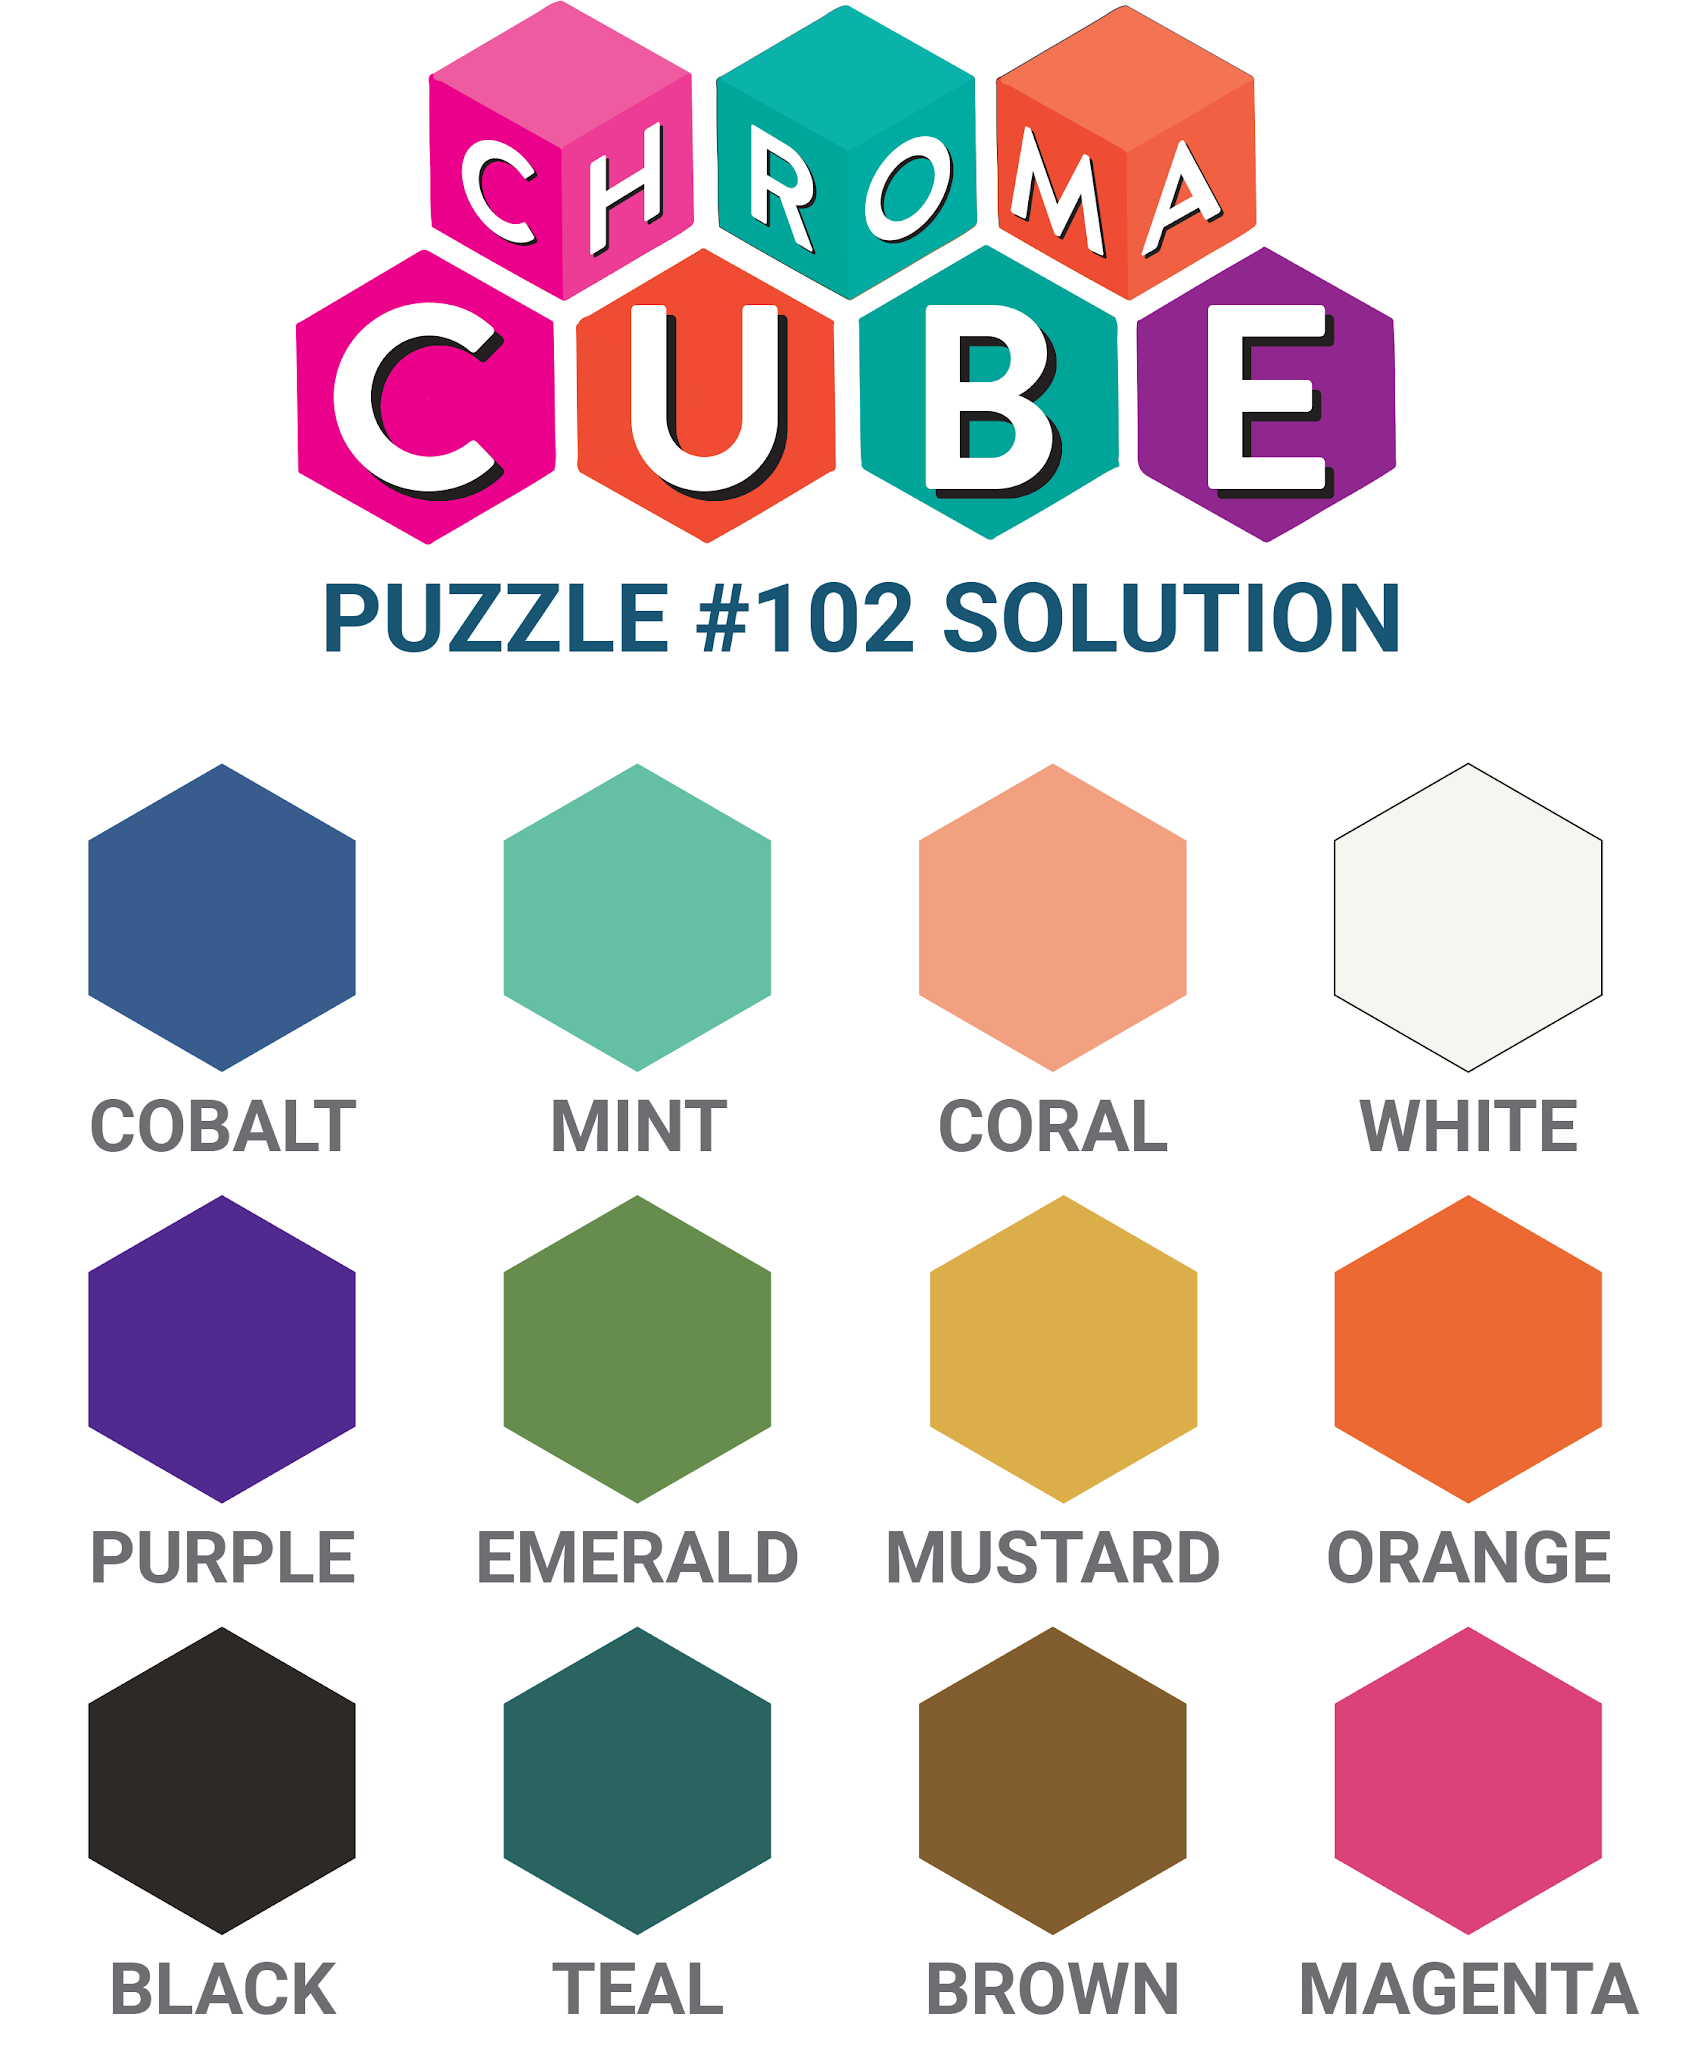 CHROMA
CUBE
PUZZLE #102 SOLUTION
COBALT MINT CORAL WHITE
PURPLE EMERALD MUSTARD ORANGE
BLACK TEAL BROWN MAGENTA